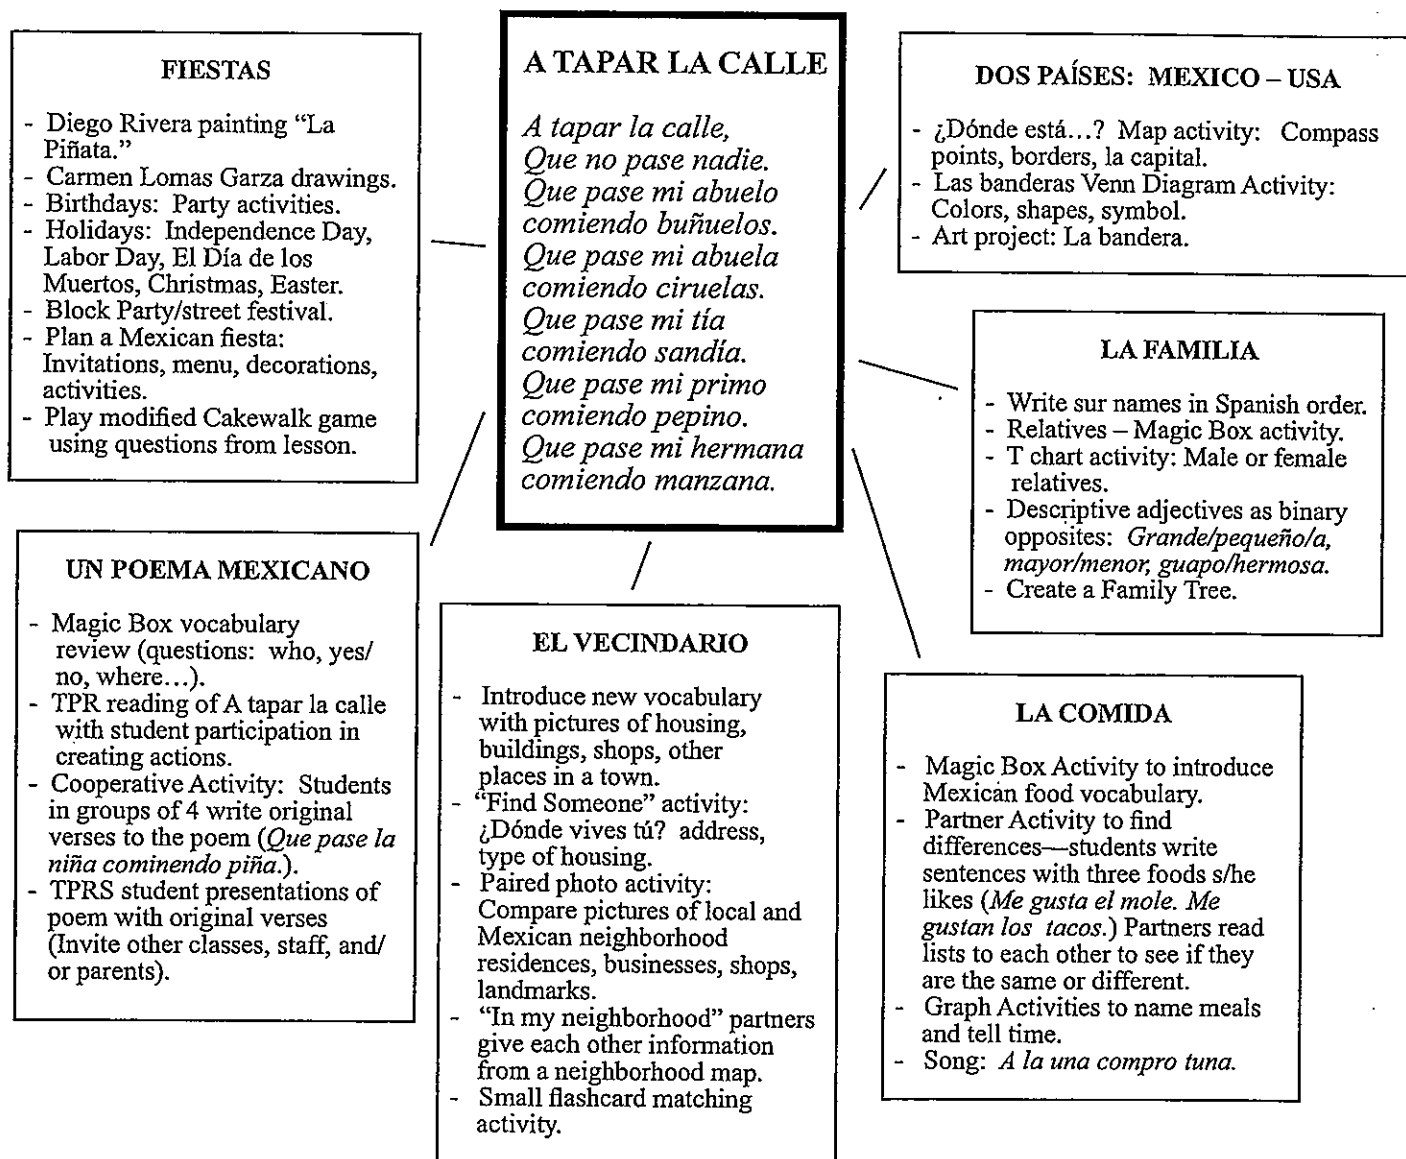 FIESTAS
- Diego Rivera painting “La
Piñata.”
- Carmen Lomas Garza drawings.
- Birthdays: Party activities.
- Holidays: Independence Day,
Labor Day, El Día de los
Muertos, Christmas, Easter.
- Block Party/street festival.
- Plan a Mexican fiesta:
Invitations, menu, decorations,
activities.
- Play modified Cakewalk game
using questions from lesson.
A TAPAR LA CALLE
A tapar la calle,
Que no pase nadie.
Que pase mi abuelo
comiendo buñuelos.
Que pase mi abuela
comiendo ciruelas.
Que pase mi tía
comiendo sandía.
Que pase mi primo
comiendo pepino.
Que pase mi hermana
comiendo manzana.
DOS PAÍSES: MEXICO – USA
- ¿Dónde está...? Map activity: Compass
points, borders, la capital.
- Las banderas Venn Diagram Activity:
Colors, shapes, symbol.
- Art project: La bandera.
LA FAMILIA
- Write sur names in Spanish order.
- Relatives – Magic Box activity.
- T chart activity: Male or female
relatives.
- Descriptive adjectives as binary
opposites: Grande/pequeño/a,
mayor/menor, guapo/hermosa.
- Create a Family Tree.
UN POEMA MEXICANO
- Magic Box vocabulary
review (questions: who, yes/
no, where...).
- TPR reading of A tapar la calle
with student participation in
creating actions.
- Cooperative Activity: Students
in groups of 4 write original
verses to the poem (Que pase la
niña cominendo piña.).
- TPRS student presentations of
poem with original verses
(Invite other classes, staff, and/
or parents).
EL VECINDARIO
- Introduce new vocabulary
with pictures of housing,
buildings, shops, other
places in a town.
- “Find Someone” activity:
¿Dónde vives tú? address,
type of housing.
- Paired photo activity:
Compare pictures of local and
Mexican neighborhood
residences, businesses, shops,
landmarks.
- “In my neighborhood” partners
give each other information
from a neighborhood map.
- Small flashcard matching
activity.
LA COMIDA
- Magic Box Activity to introduce
Mexican food vocabulary.
- Partner Activity to find
differences—students write
sentences with three foods s/he
likes (Me gusta el mole. Me
gustan los tacos.) Partners read
lists to each other to see if they
are the same or different.
- Graph Activities to name meals
and tell time.
- Song: A la una compro tuna.